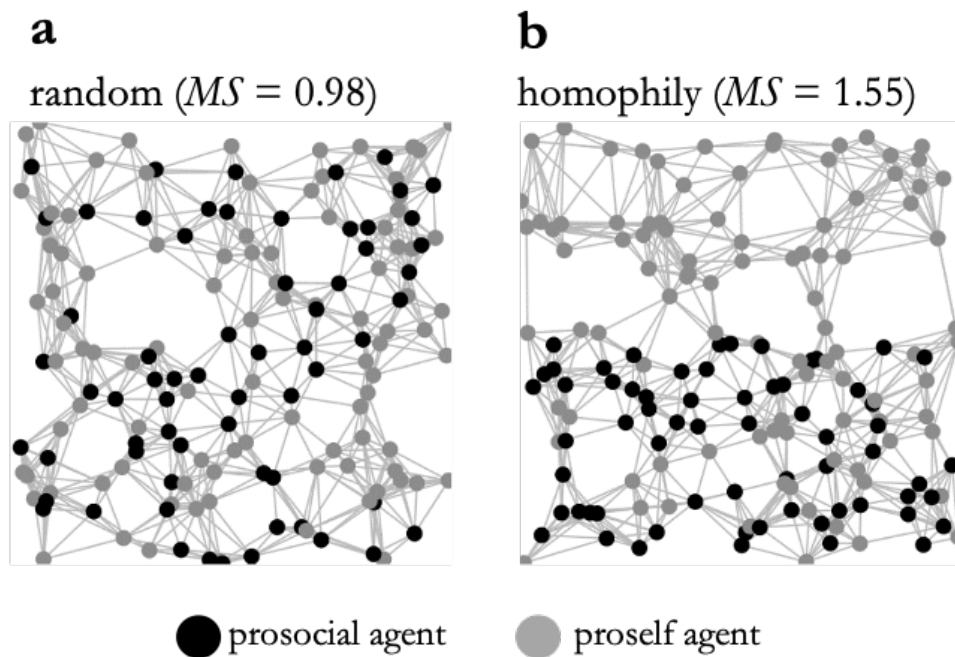 a
random (MS = 0.98)
b
homophily (MS = 1.55)
prosocial agent
proself agent